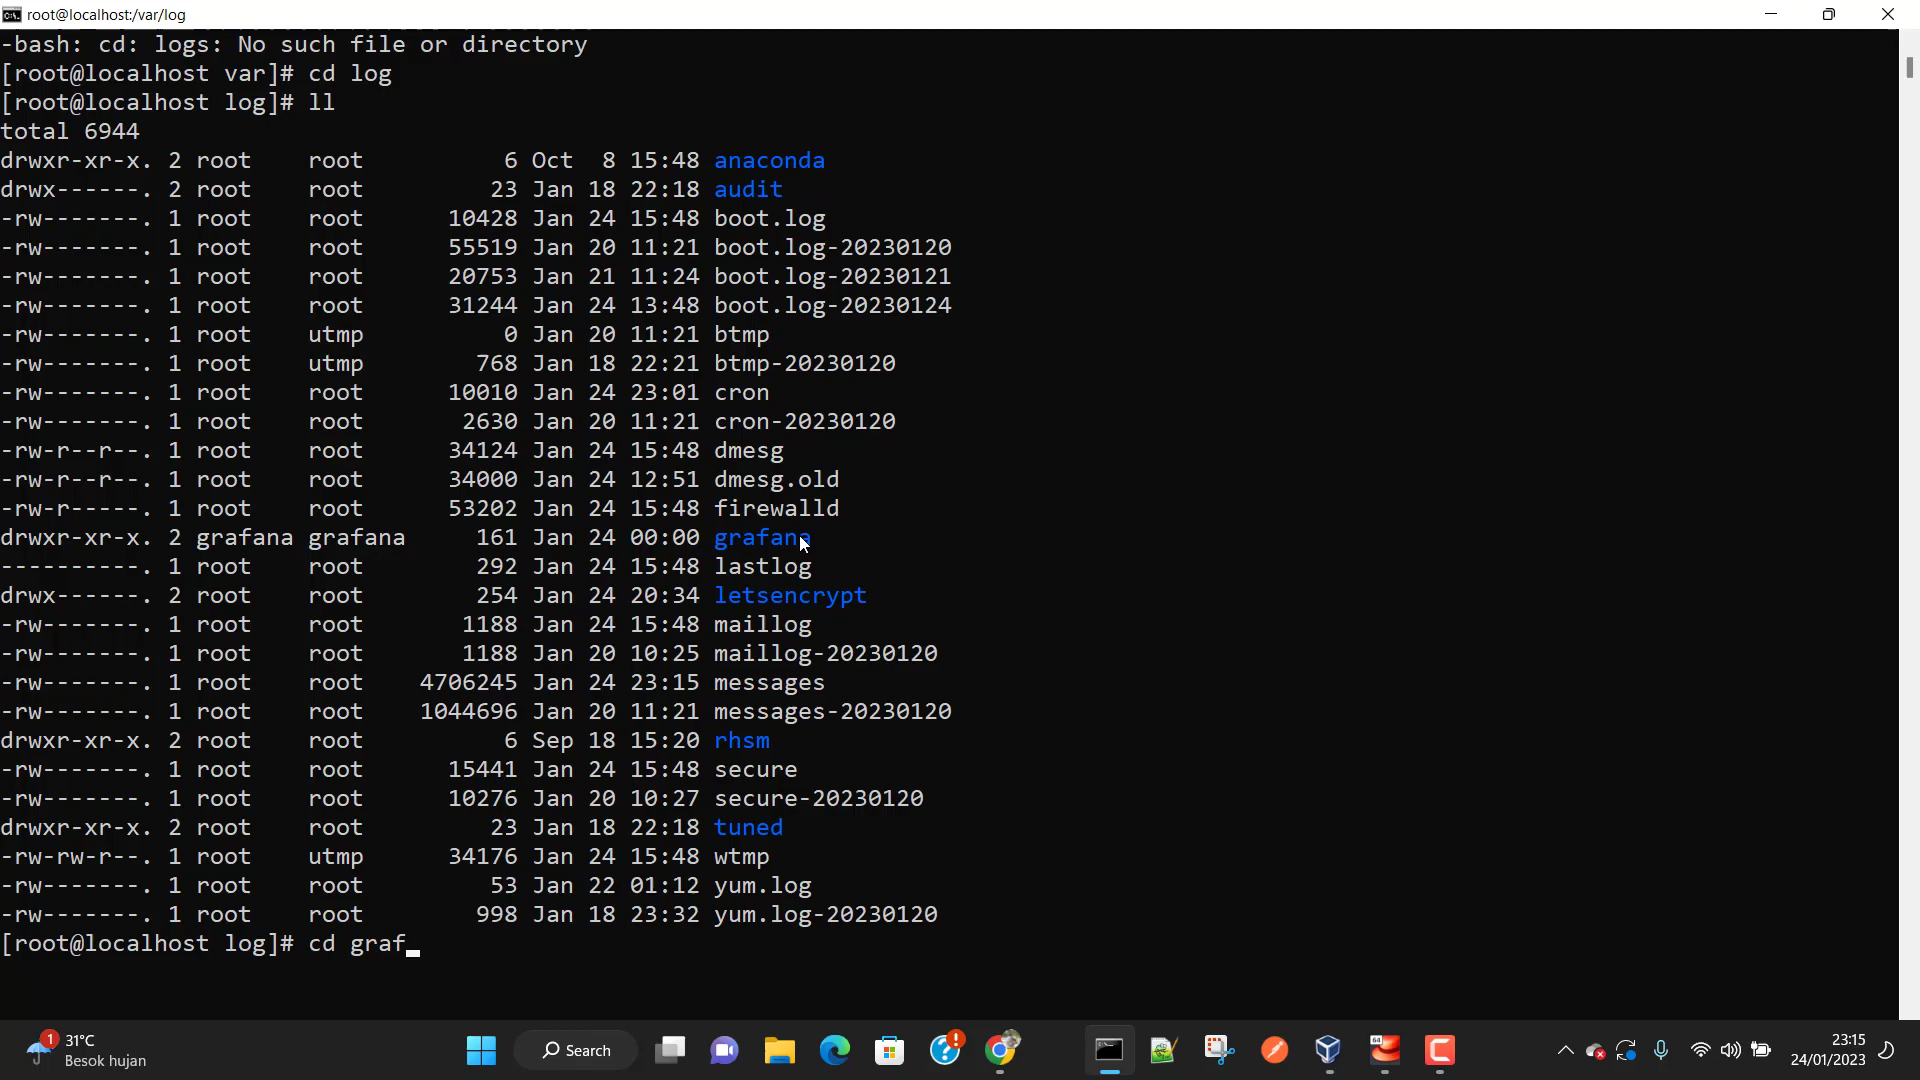 root@localhost:/var/log
-bash: cd: logs: No such file or directory
[root@localhost var]# cd log
[root@localhost log]# ll
total 6944
drwxr-xr-x. 2 root    root          6 Oct  8 15:48 anaconda
drwx------. 2 root    root         23 Jan 18 22:18 audit
-rw-------. 1 root    root      10428 Jan 24 15:48 boot.log
-rw-------. 1 root    root      55519 Jan 20 11:21 boot.log-20230120
-rw-------. 1 root    root      20753 Jan 21 11:24 boot.log-20230121
-rw-------. 1 root    root      31244 Jan 24 13:48 boot.log-20230124
-rw-------. 1 root    utmp          0 Jan 20 11:21 btmp
-rw-------. 1 root    utmp        768 Jan 18 22:21 btmp-20230120
-rw-------. 1 root    root      10010 Jan 24 23:01 cron
-rw-------. 1 root    root       2630 Jan 20 11:21 cron-20230120
-rw-r--r--. 1 root    root      34124 Jan 24 15:48 dmesg
-rw-r--r--. 1 root    root      34000 Jan 24 12:51 dmesg.old
-rw-r-----. 1 root    root      53202 Jan 24 15:48 firewalld
drwxr-xr-x. 2 grafana grafana     161 Jan 24 00:00 grafana
----------. 1 root    root        292 Jan 24 15:48 lastlog
drwx------. 2 root    root        254 Jan 24 20:34 letsencrypt
-rw-------. 1 root    root       1188 Jan 24 15:48 maillog
-rw-------. 1 root    root       1188 Jan 20 10:25 maillog-20230120
-rw-------. 1 root    root    4706245 Jan 24 23:15 messages
-rw-------. 1 root    root    1044696 Jan 20 11:21 messages-20230120
drwxr-xr-x. 2 root    root          6 Sep 18 15:20 rhsm
-rw-------. 1 root    root      15441 Jan 24 15:48 secure
-rw-------. 1 root    root      10276 Jan 20 10:27 secure-20230120
drwxr-xr-x. 2 root    root         23 Jan 18 22:18 tuned
-rw-rw-r--. 1 root    utmp      34176 Jan 24 15:48 wtmp
-rw-------. 1 root    root         53 Jan 22 01:12 yum.log
-rw-------. 1 root    root        998 Jan 18 23:32 yum.log-20230120
[root@localhost log]# cd graf
1
31°C
Besok hujan
Search
64
23:15
24/01/2023